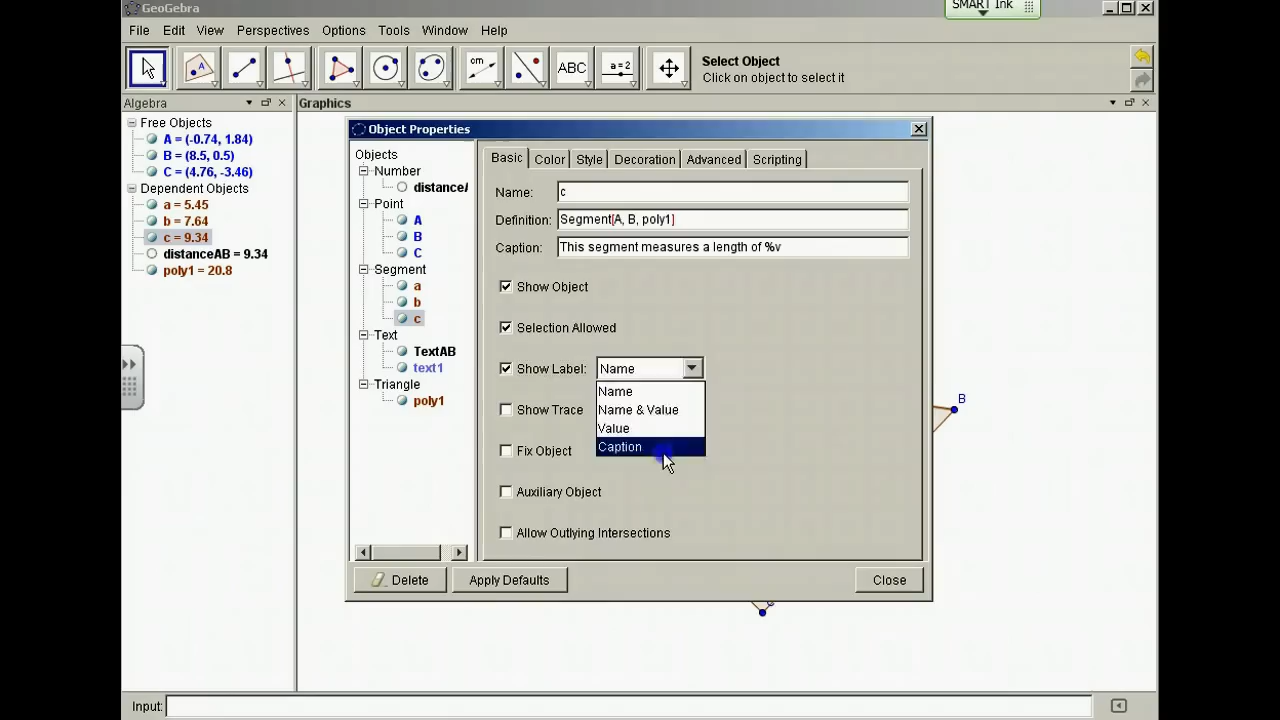 GeoGebra
SMART Ink
File Edit View Perspectives Options Tools Window Help
A
cm
ABC
a=2
Select Object
Click on object to select it
Algebra
Graphics
Free Objects
A = (-0.74, 1.84)
B = (8.5, 0.5)
C = (4.76, -3.46)
Dependent Objects
a = 5.45
b = 7.64
c = 9.34
distanceAB = 9.34
poly1 = 20.8
Object Properties
Objects
Number
distanceA
Point
A
B
C
Segment
a
b
c
Text
TextAB
text1
Triangle
poly1
Basic Color Style Decoration Advanced Scripting
Name: c
Definition: Segment[A, B, poly1]
Caption: This segment measures a length of %v
Show Object
Selection Allowed
Show Label: Name
Name
Name & Value
Value
Caption
Show Trace
Fix Object
Auxiliary Object
Allow Outlying Intersections
Delete
Apply Defaults
Close
B
Input: